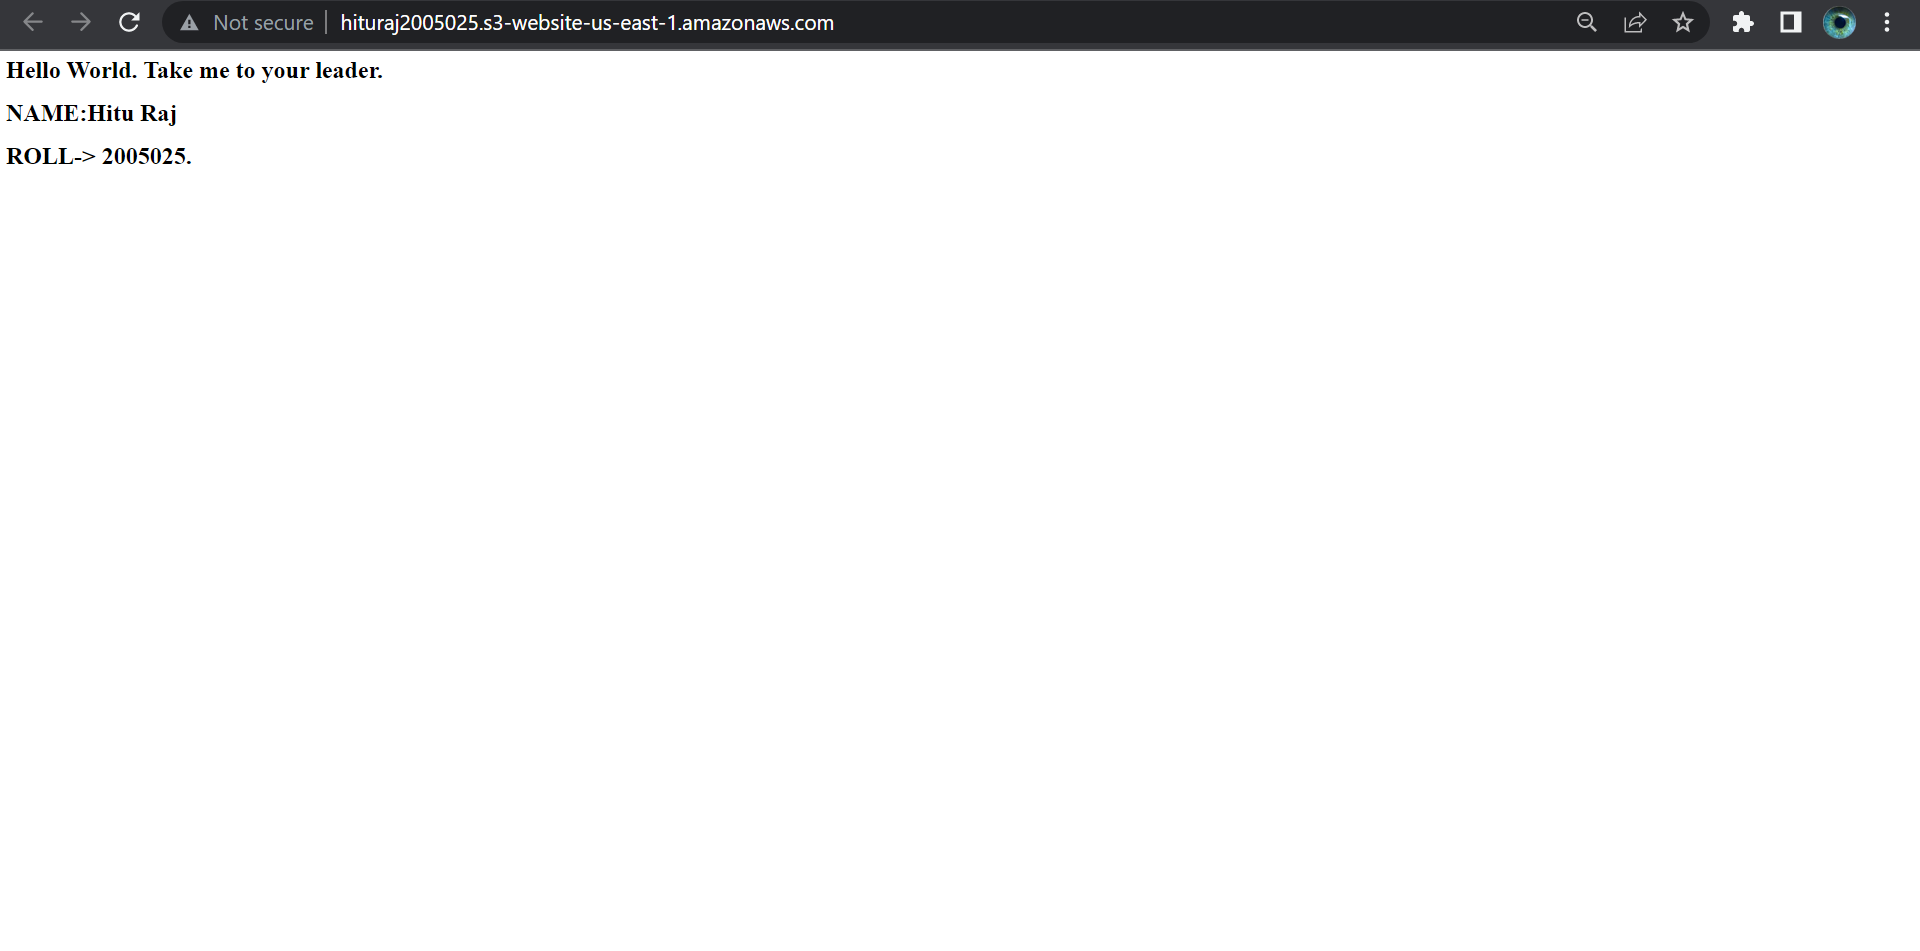 Not secure hituraj2005025.s3-website-us-east-1.amazonaws.com
Hello World. Take me to your leader.
NAME:Hitu Raj
ROLL-> 2005025.